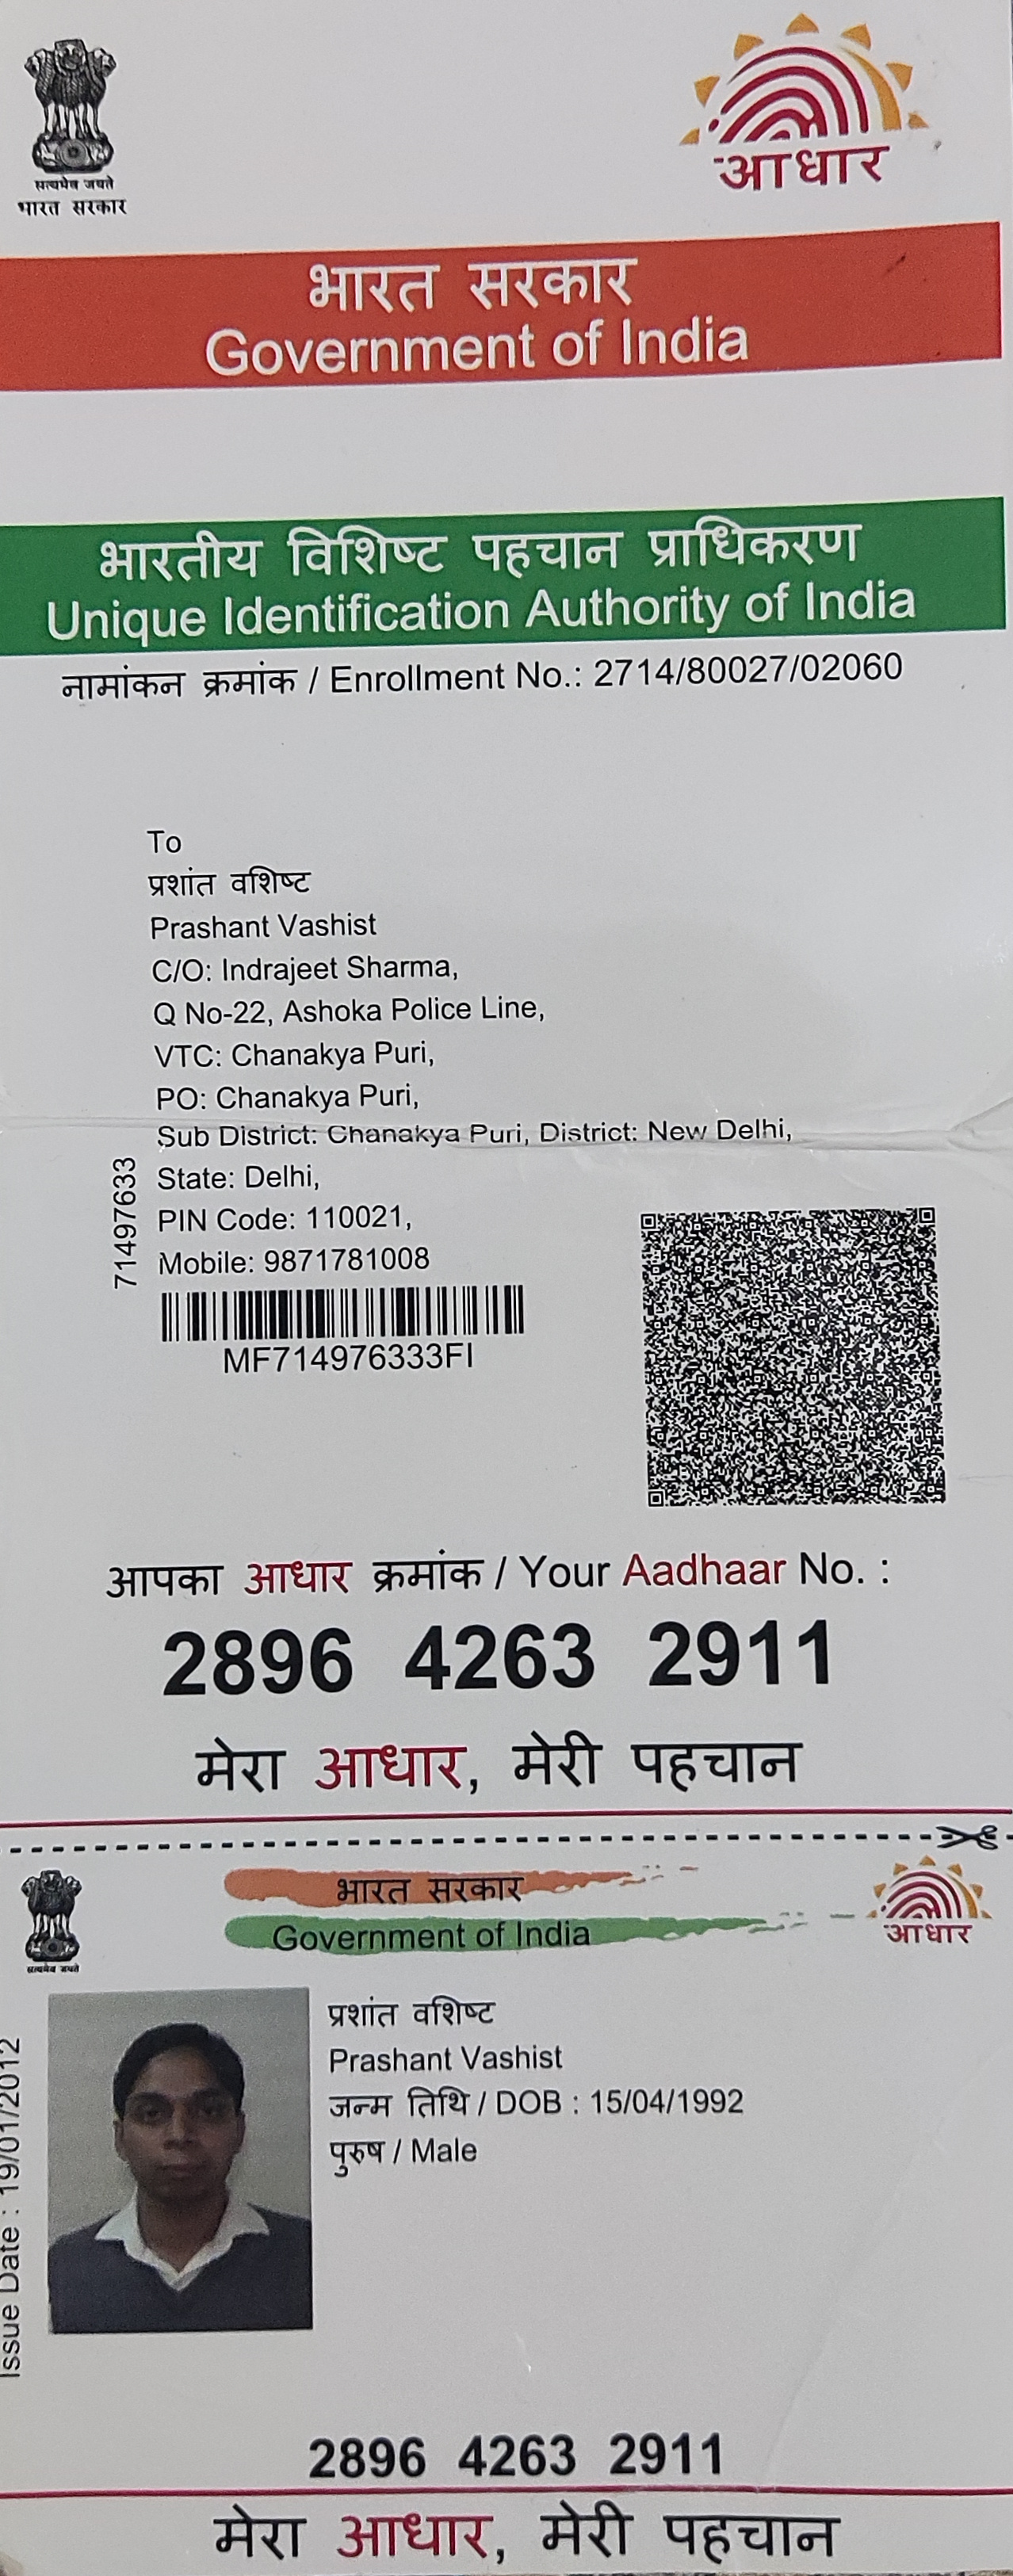 सत्यमेव जयते
भारत सरकार
आधार
भारत सरकार
Government of India
भारतीय विशिष्ट पहचान प्राधिकरण
Unique Identification Authority of India
नामांकन क्रमांक / Enrollment No.: 2714/80027/02060
To
प्रशांत वशिष्ट
Prashant Vashist
C/O: Indrajeet Sharma,
Q No-22, Ashoka Police Line,
VTC: Chanakya Puri,
PO: Chanakya Puri,
Sub District: Chanakya Puri, District: New Delhi,
State: Delhi,
PIN Code: 110021,
Mobile: 9871781008
71497633
MF714976333FI
आपका आधार क्रमांक / Your Aadhaar No. :
2896 4263 2911
मेरा आधार, मेरी पहचान
सत्यमेव जयते
भारत सरकार
Government of India
आधार
Issue Date : 19/01/2012
प्रशांत वशिष्ट
Prashant Vashist
जन्म तिथि / DOB : 15/04/1992
पुरुष / Male
2896 4263 2911
मेरा आधार, मेरी पहचान